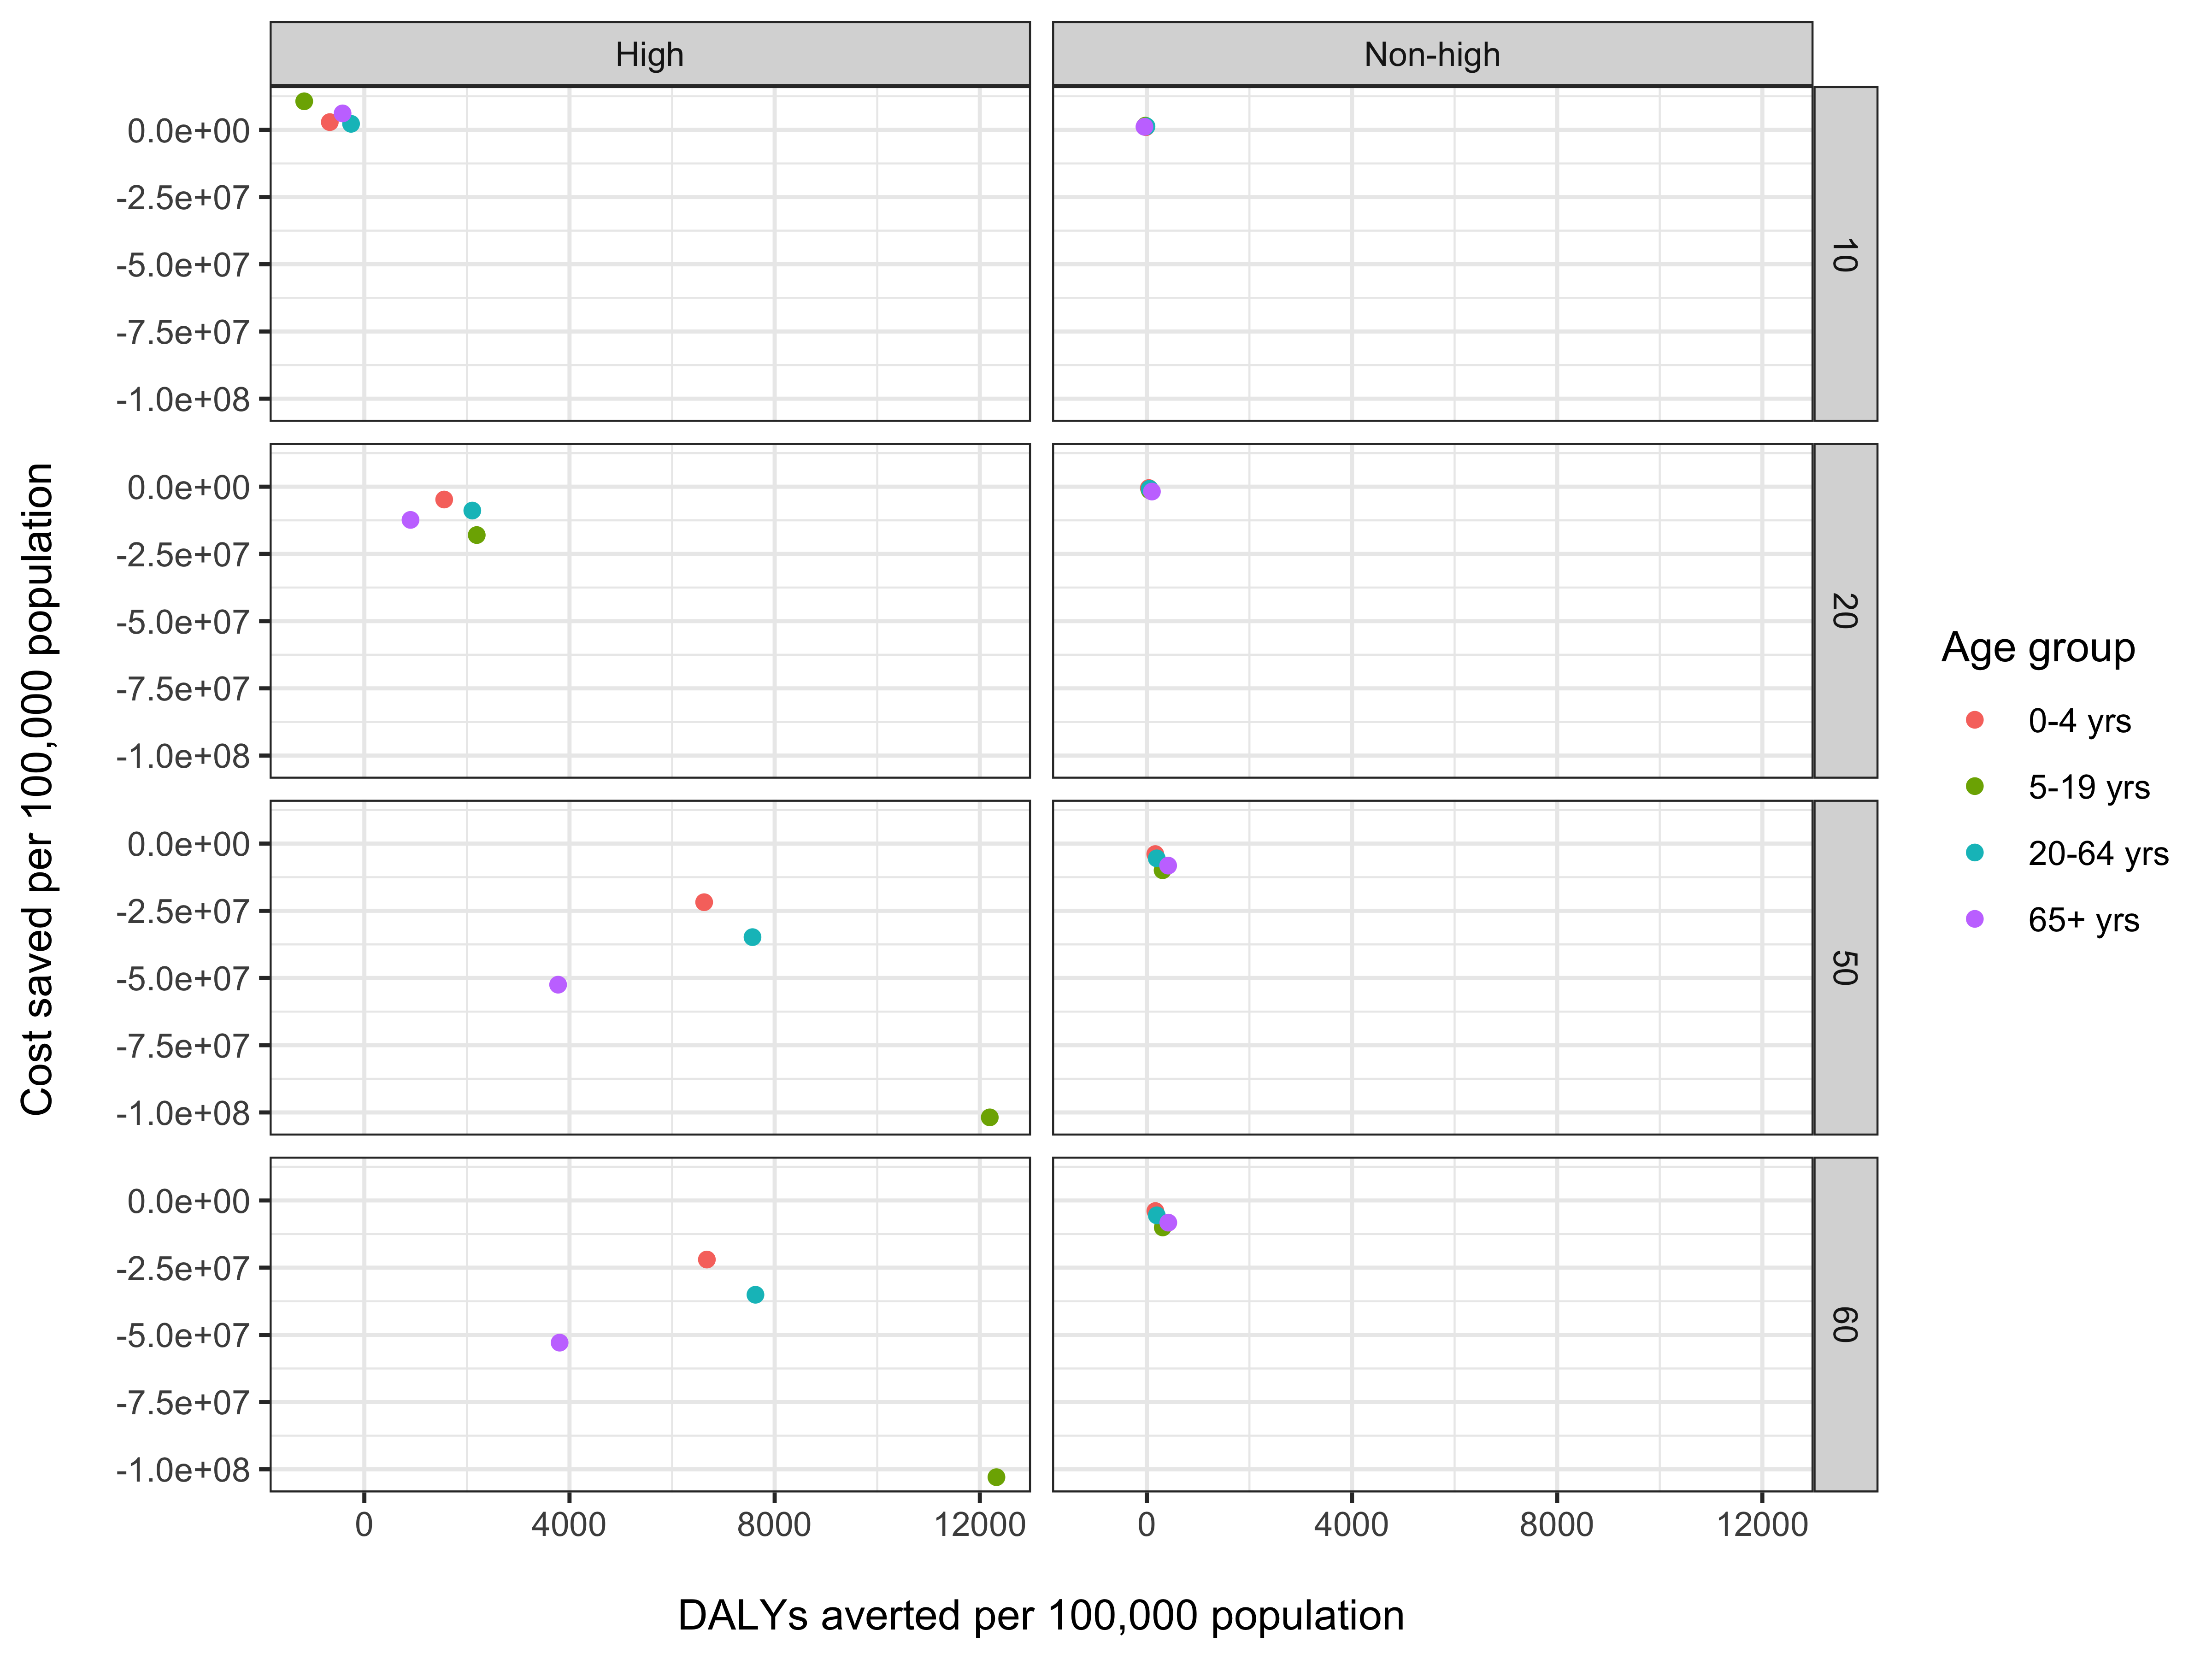 High
Non-high
0.0e+00
-2.5e+07
-5.0e+07
-7.5e+07
-1.0e+08
10
0.0e+00
-2.5e+07
-5.0e+07
-7.5e+07
-1.0e+08
20
0.0e+00
-2.5e+07
-5.0e+07
-7.5e+07
-1.0e+08
50
0.0e+00
-2.5e+07
-5.0e+07
-7.5e+07
-1.0e+08
60
0 4000 8000 12000
0 4000 8000 12000
DALYs averted per 100,000 population
Cost saved per 100,000 population
Age group
0-4 yrs
5-19 yrs
20-64 yrs
65+ yrs